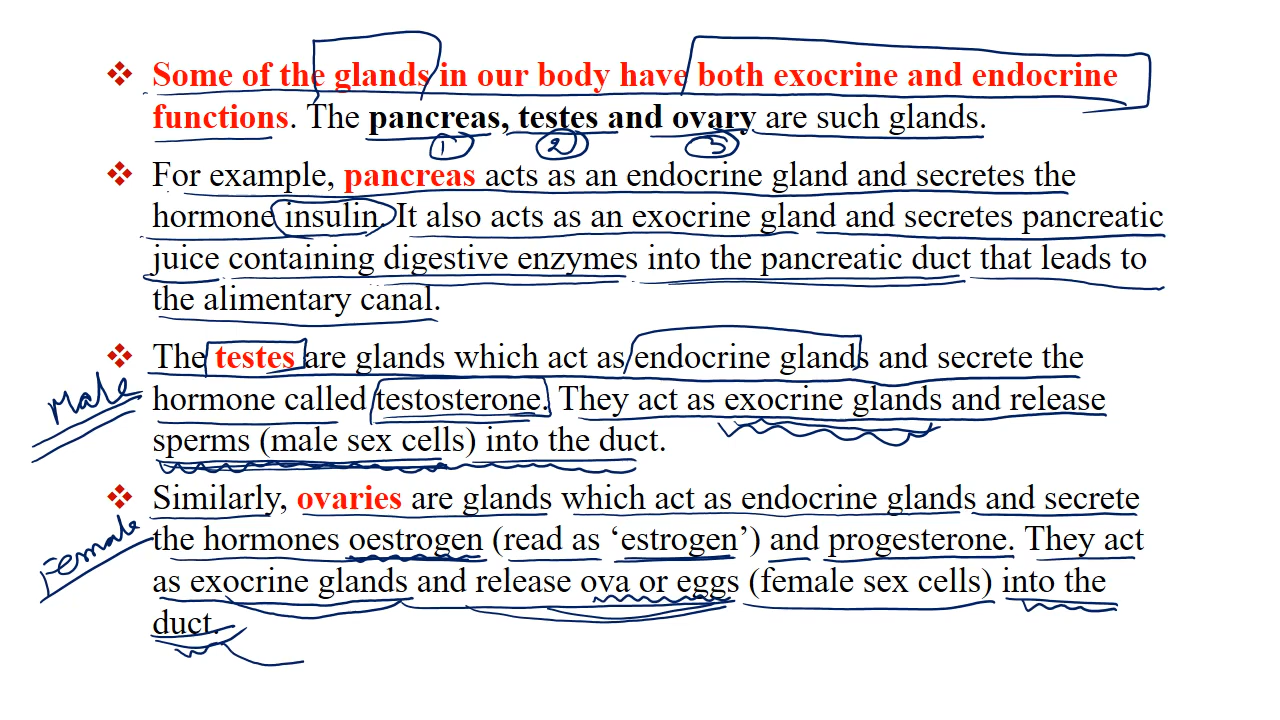 ❖ Some of the glands in our body have both exocrine and endocrine
functions. The pancreas, testes and ovary are such glands.
1 2 3
❖ For example, pancreas acts as an endocrine gland and secretes the
hormone insulin. It also acts as an exocrine gland and secretes pancreatic
juice containing digestive enzymes into the pancreatic duct that leads to
the alimentary canal.
❖ The testes are glands which act as endocrine glands and secrete the
Male
hormone called testosterone. They act as exocrine glands and release
sperms (male sex cells) into the duct.
❖ Similarly, ovaries are glands which act as endocrine glands and secrete
Female
the hormones oestrogen (read as ‘estrogen’) and progesterone. They act
as exocrine glands and release ova or eggs (female sex cells) into the
duct.